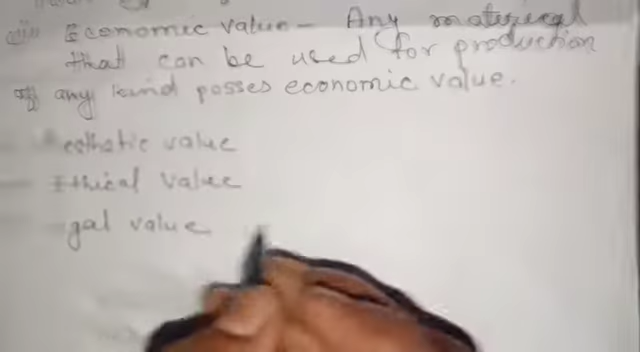 (iii) Economic value - Any material
that can be used for production
of any kind posses economic value.
esthetic value
Ethical value
gal value